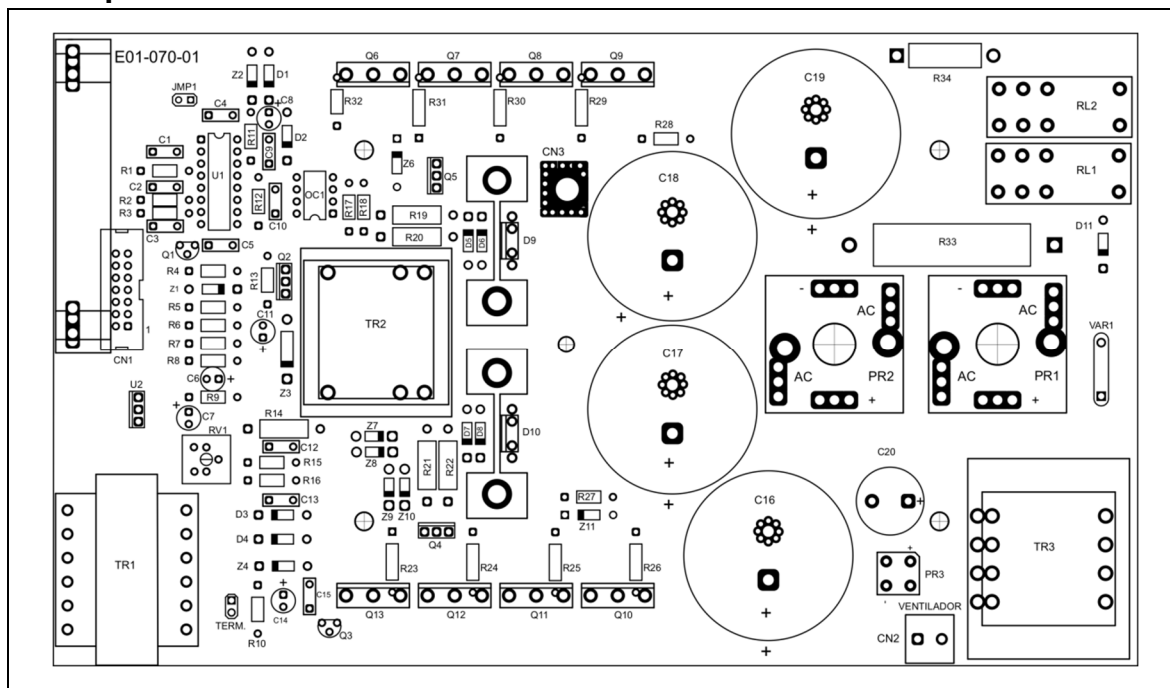 E01-070-01
Q6 Q7 Q8 Q9
Z2 D1
C19
R34
JMP1
C8
C4
R32 R31 R30 R29
RL2
R11
D2
C1
C9
R28
CN3
Z6
R1
U1
Q5
RL1
C2
OC1
C18
R2
R12
R17 R18
R3
R19
C10
C3
R20
D5 D6
D9
D11
R33
C5
Q1
Q2
R4
R13
Z1
AC AC
R5
C11
TR2
R6
1
VAR1
R7
C17
CN1
R8
Z3
C6
AC PR2 AC PR1
U2
R9
C7
R14
RV1
Z7
D7 D8
D10
C12
Z8
R21 R22
C20
R15
R16
C13
R27
C16
D3
Z9 Z10
Z11
D4
Q4
TR3
TR1
Z4
R23 R24 R25 R26
PR3
C15
TERM.
C14
Q13 Q12 Q11 Q10
VENTILADOR
Q3
R10
CN2